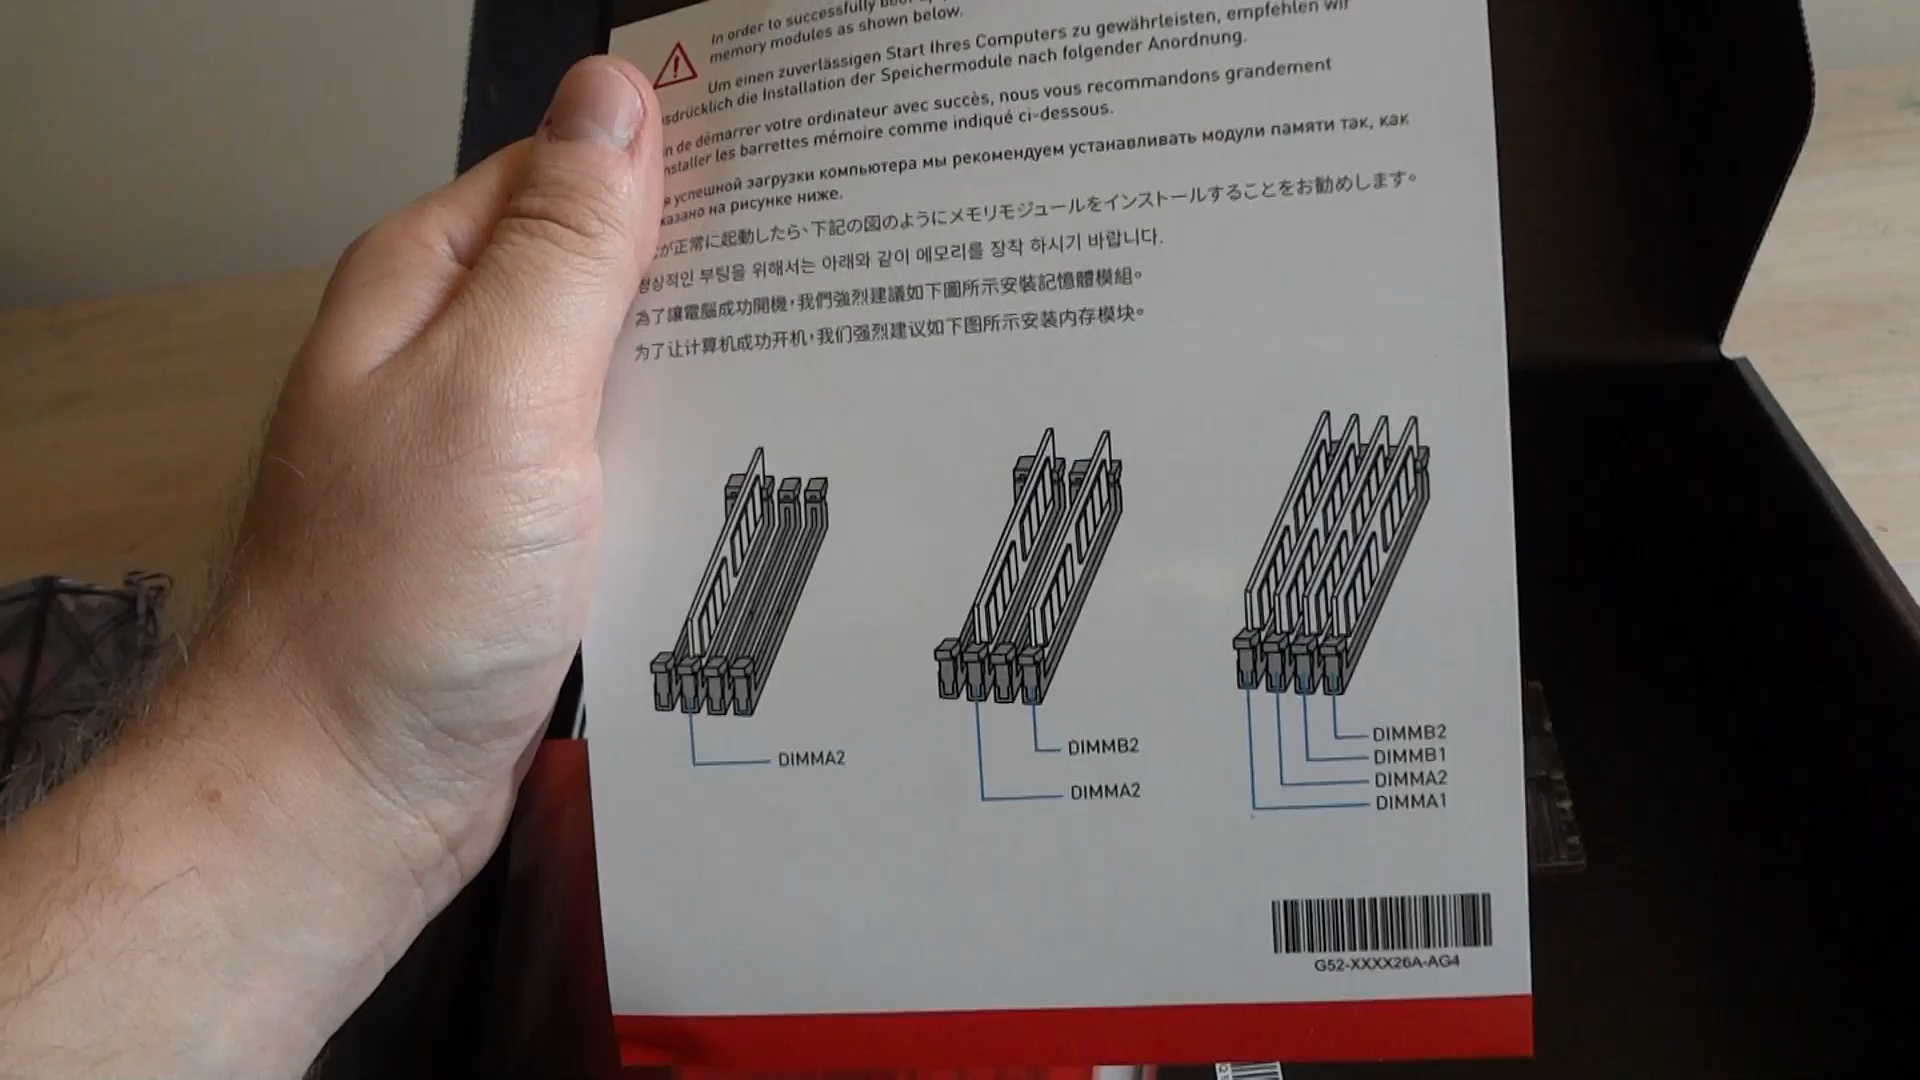 In order to successfully
memory modules as shown below.
Um einen zuverlässigen Start Ihres Computers zu gewährleisten, empfehlen wir
sdrücklich die Installation der Speichermodule nach folgender Anordnung.
n de démarrer votre ordinateur avec succès, nous vous recommandons grandement
nstaller les barrettes mémoire comme indiqué ci-dessous.
я успешной загрузки компьютера мы рекомендуем устанавливать модули памяти так, как
казано на рисунке ниже.
が正常に起動したら、下記の図のようにメモリモジュールをインストールすることをお勧めします。
정상적인 부팅을 위해서는 아래와 같이 메모리를 장착 하시기 바랍니다.
為了讓電腦成功開機，我們強烈建議如下圖所示安裝記憶體模組。
为了让计算机成功开机，我们强烈建议如下图所示安装内存模块。
DIMMA2
DIMMB2
DIMMA2
DIMMB2
DIMMB1
DIMMA2
DIMMA1
G52-XXXX26A-AG4